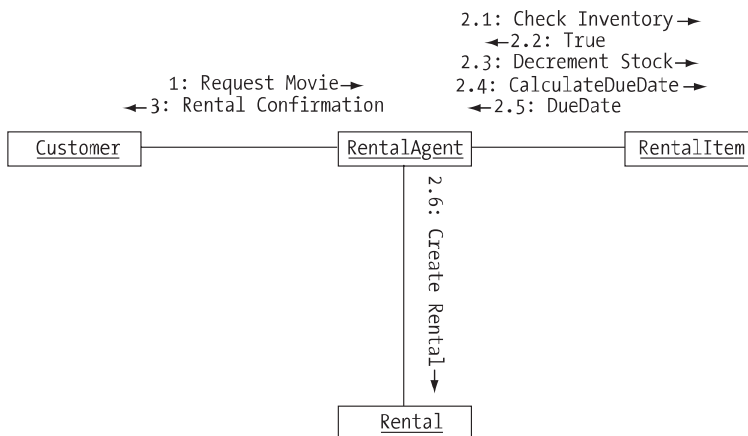 2.1: Check Inventory
2.2: True
2.3: Decrement Stock
1: Request Movie
2.4: CalculateDueDate
3: Rental Confirmation
2.5: DueDate
Customer
RentalAgent
RentalItem
2.6: Create Rental
Rental